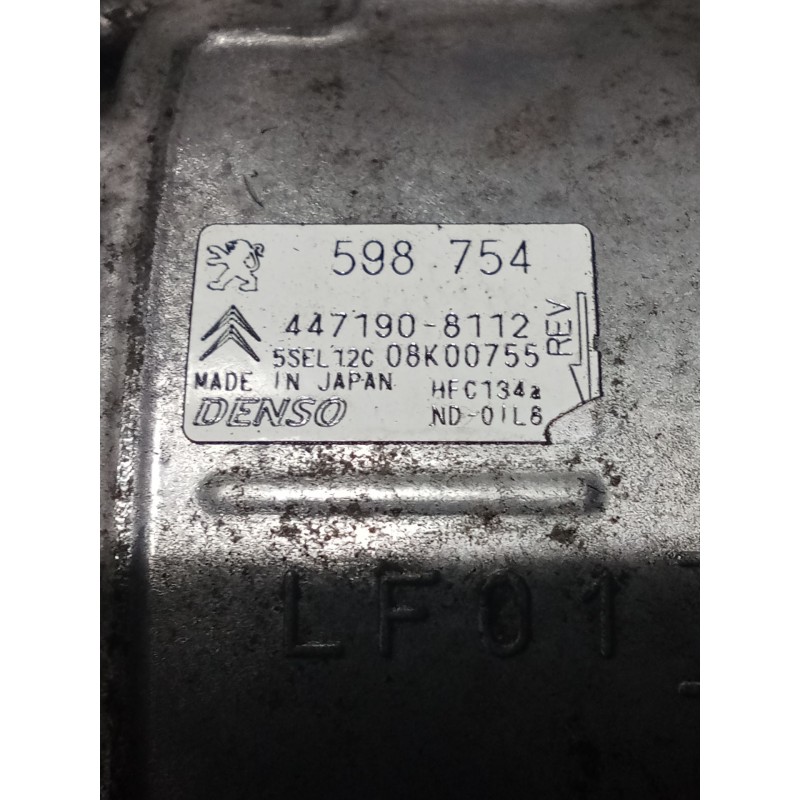 598 754
447190-8112
5SEL12C 08K00755
REV
MADE IN JAPAN HFC134a
DENSO ND-OIL8
LF01